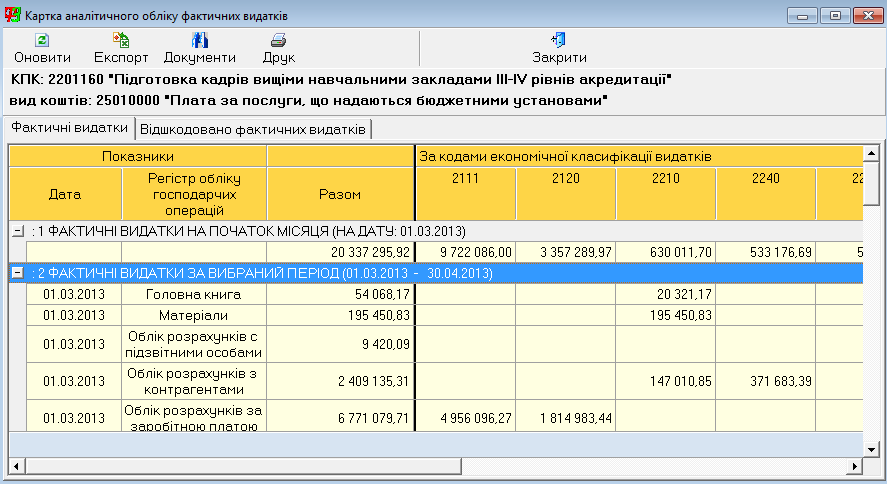 Картка аналітичного обліку фактичних видатків
Оновити Експорт Документи Друк Закрити
КПК: 2201160 "Підготовка кадрів вищіми навчальними закладами III-IV рівнів акредитації"
вид коштів: 25010000 "Плата за послуги, що надаються бюджетними установами"
Фактичні видатки Відшкодовано фактичних видатків
Показники За кодами економічної класифікації видатків
Дата Регістр обліку господарчих операцій Разом 2111 2120 2210 2240
: 1 ФАКТИЧНІ ВИДАТКИ НА ПОЧАТОК МІСЯЦЯ (НА ДАТУ: 01.03.2013)
20 337 295,92 9 722 086,00 3 357 289,97 630 011,70 533 176,69 5
: 2 ФАКТИЧНІ ВИДАТКИ ЗА ВИБРАНИЙ ПЕРІОД (01.03.2013 - 30.04.2013)
01.03.2013 Головна книга 54 068,17 20 321,17
01.03.2013 Матеріали 195 450,83 195 450,83
01.03.2013 Облік розрахунків с підзвітними особами 9 420,09
01.03.2013 Облік розрахунків з контрагентами 2 409 135,31 147 010,85 371 683,39
01.03.2013 Облік розрахунків за заробітною платою 6 771 079,71 4 956 096,27 1 814 983,44